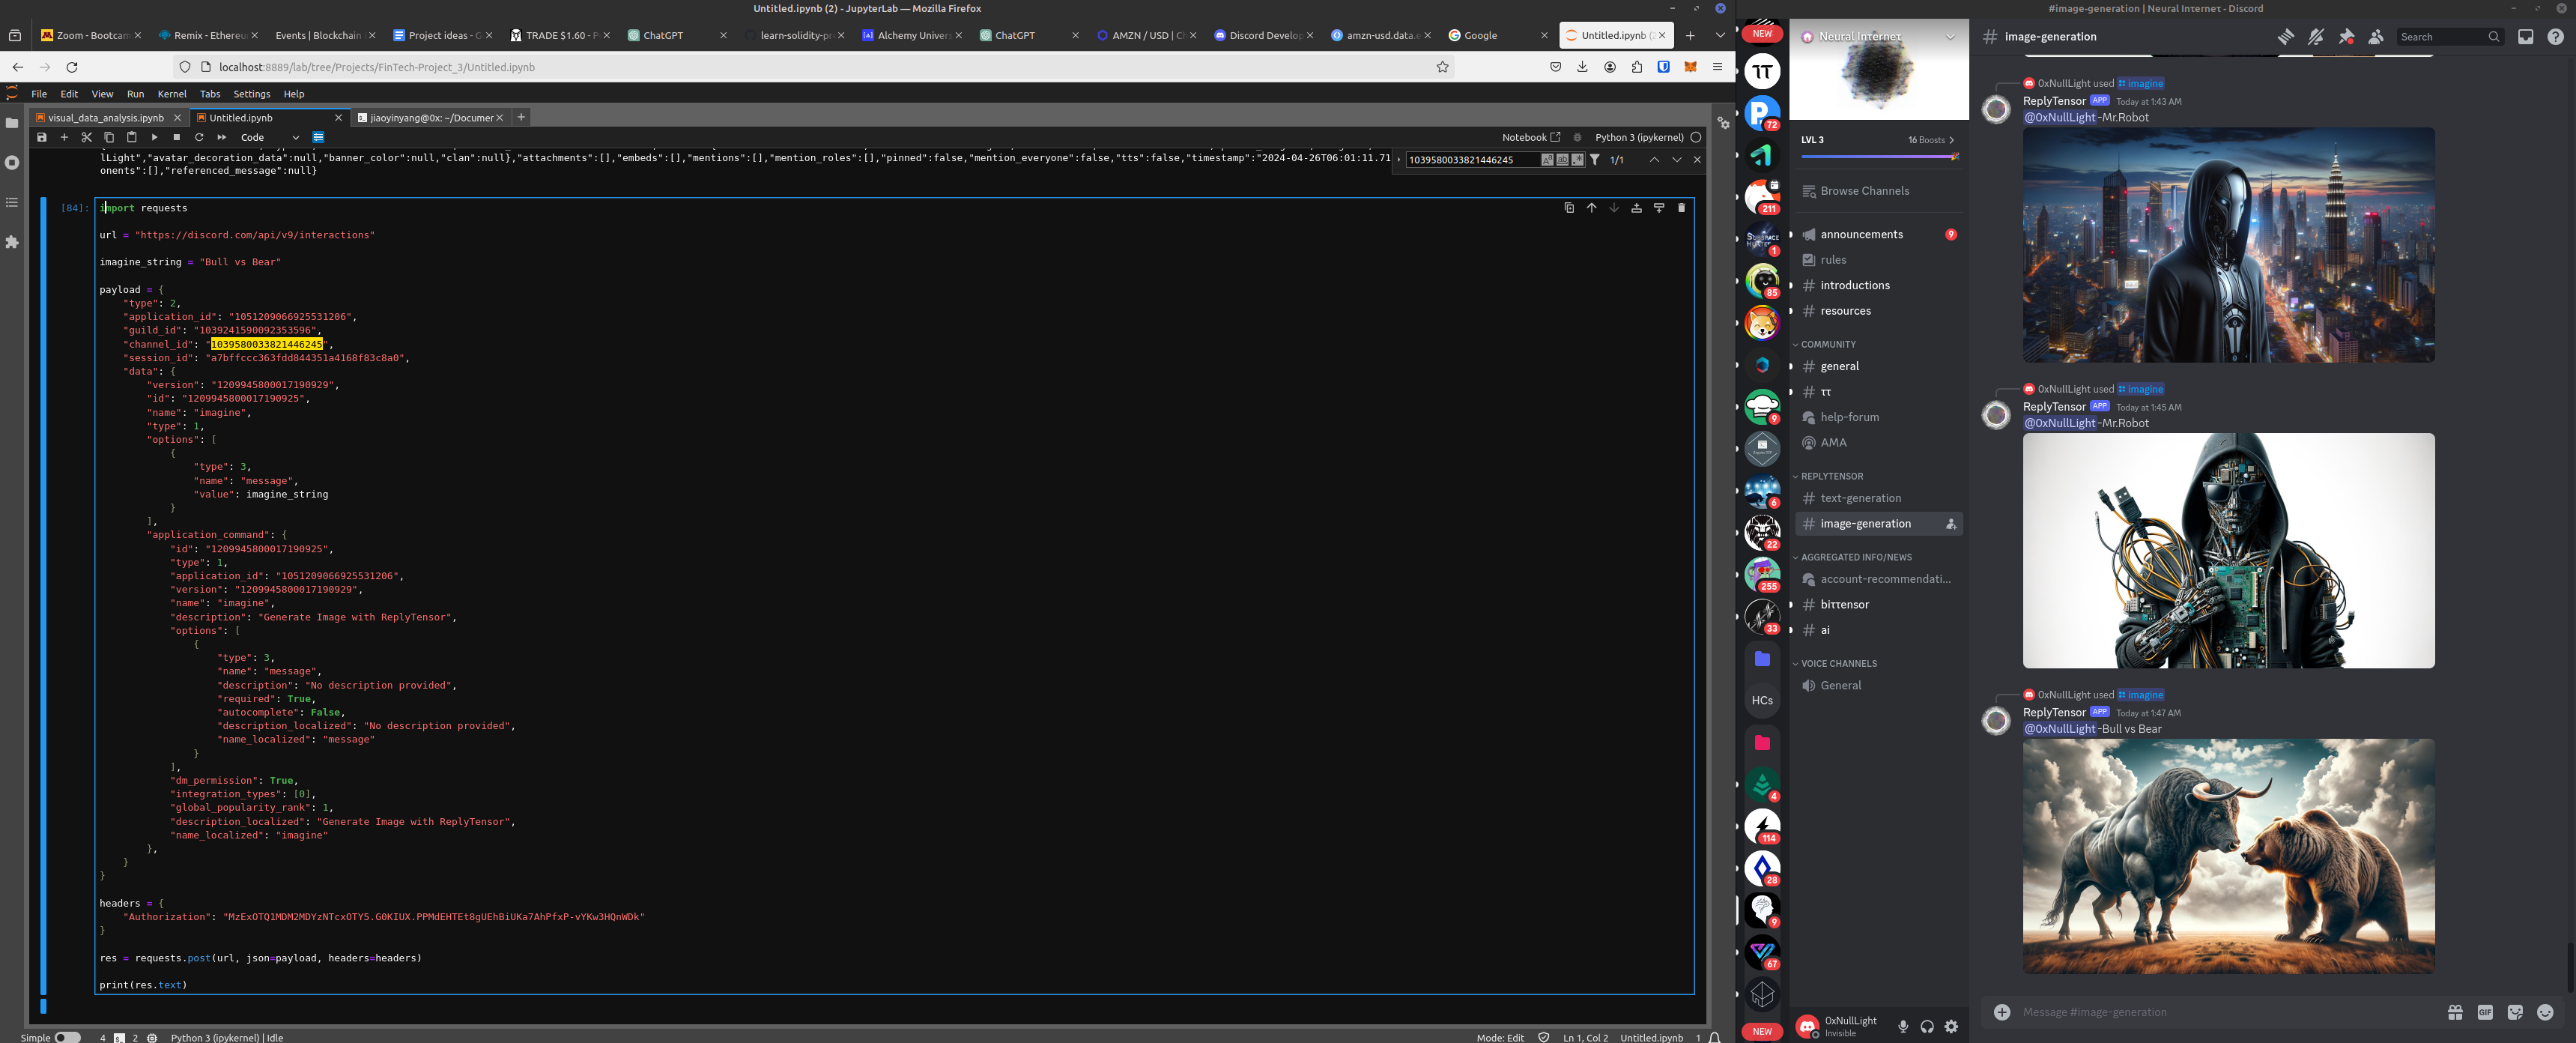 Untitled.ipynb (2) - JupyterLab — Mozilla Firefox
Zoom - Bootcam
Remix - Ethereu
Events | Blockchain
Project ideas - G
TRADE $1.60 - P
ChatGPT
learn-solidity-pr
Alchemy Univers
ChatGPT
AMZN / USD | Ch
Discord Develop
amzn-usd.data.e
Google
Untitled.ipynb (2
localhost:8889/lab/tree/Projects/FinTech-Project_3/Untitled.ipynb
File Edit View Run Kernel Tabs Settings Help
visual_data_analysis.ipynb
Untitled.ipynb
jiaoyinyang@0x: ~/Documer
Code
Notebook
Python 3 (ipykernel)
lLight","avatar_decoration_data":null,"banner_color":null,"clan":null},"attachments":[],"embeds":[],"mentions":[],"mention_roles":[],"pinned":false,"mention_everyone":false,"tts":false,"timestamp":"2024-04-26T06:01:11.71
onents":[],"referenced_message":null}
1039580033821446245
1/1
[84]:
import requests
url = "https://discord.com/api/v9/interactions"
imagine_string = "Bull vs Bear"
payload = {
"type": 2,
"application_id": "1051209066925531206",
"guild_id": "1039241590092353596",
"channel_id": "1039580033821446245",
"session_id": "a7bffccc363fdd844351a4168f83c8a0",
"data": {
"version": "1209945800017190929",
"id": "1209945800017190925",
"name": "imagine",
"type": 1,
"options": [
{
"type": 3,
"name": "message",
"value": imagine_string
}
],
"application_command": {
"id": "1209945800017190925",
"type": 1,
"application_id": "1051209066925531206",
"version": "1209945800017190929",
"name": "imagine",
"description": "Generate Image with ReplyTensor",
"options": [
{
"type": 3,
"name": "message",
"description": "No description provided",
"required": True,
"autocomplete": False,
"description_localized": "No description provided",
"name_localized": "message"
}
],
"dm_permission": True,
"integration_types": [0],
"global_popularity_rank": 1,
"description_localized": "Generate Image with ReplyTensor",
"name_localized": "imagine"
},
}
}
headers = {
"Authorization":
}
res = requests.post(url, json=payload, headers=headers)
print(res.text)
Simple
4
2
Python 3 (ipykernel) | Idle
Mode: Edit
Ln 1, Col 2
Untitled.ipynb
1
#image-generation | Neural Iητerneτ - Discord
NEW
ττ
72
211
1
85
9
6
22
255
33
HCs
4
114
28
9
67
NEW
Neural Iητerneτ
LVL 3
16 Boosts
Browse Channels
announcements
9
rules
introductions
resources
COMMUNITY
general
ττ
help-forum
AMA
REPLYTENSOR
text-generation
image-generation
AGGREGATED INFO/NEWS
account-recommendati...
biττensor
ai
VOICE CHANNELS
General
0xNullLight
Invisible
image-generation
Search
0xNullLight used imagine
ReplyTensor APP Today at 1:43 AM
@0xNullLight-Mr.Robot
0xNullLight used imagine
ReplyTensor APP Today at 1:45 AM
@0xNullLight-Mr.Robot
0xNullLight used imagine
ReplyTensor APP Today at 1:47 AM
@0xNullLight-Bull vs Bear
Message #image-generation
GIF